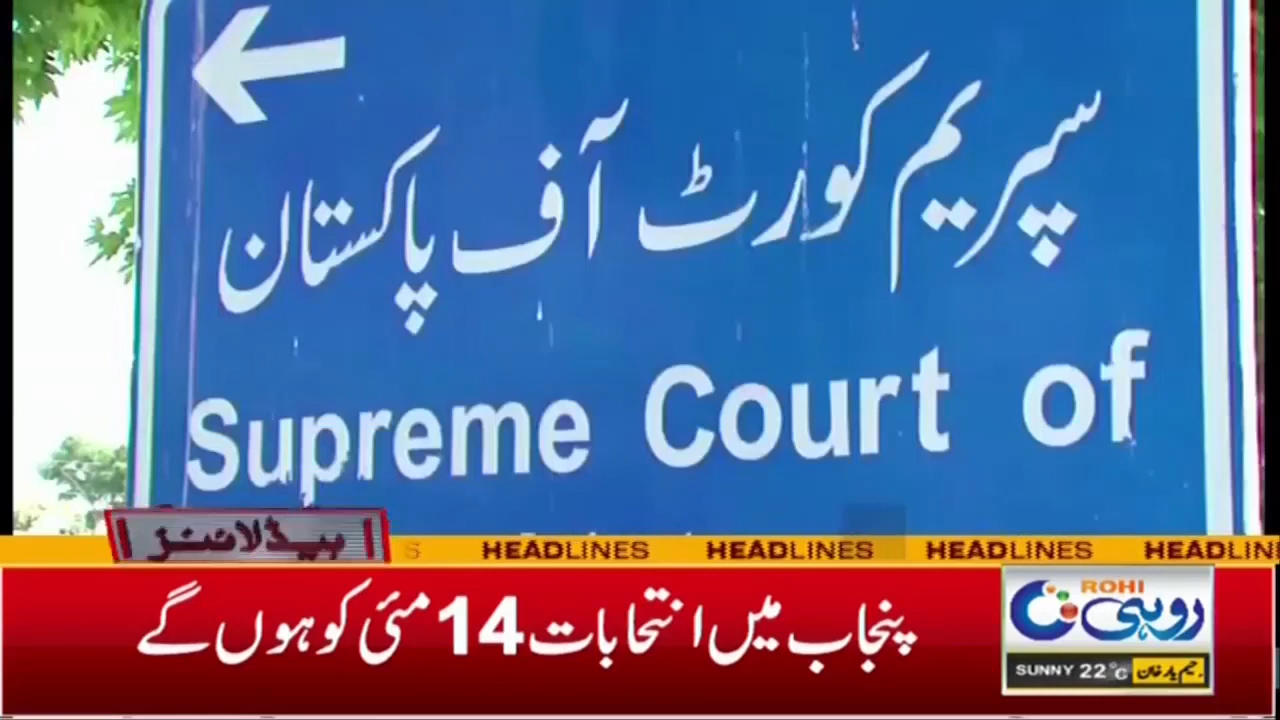 سپریم کورٹ آف پاکستان
Supreme Court of
ہیڈلائنز
HEADLINES HEADLINES HEADLINES HEADLINES
پنجاب میں انتخابات 14 مئی کو ہوں گے
ROHI
روہی
SUNNY 22°C رحیم یار خان